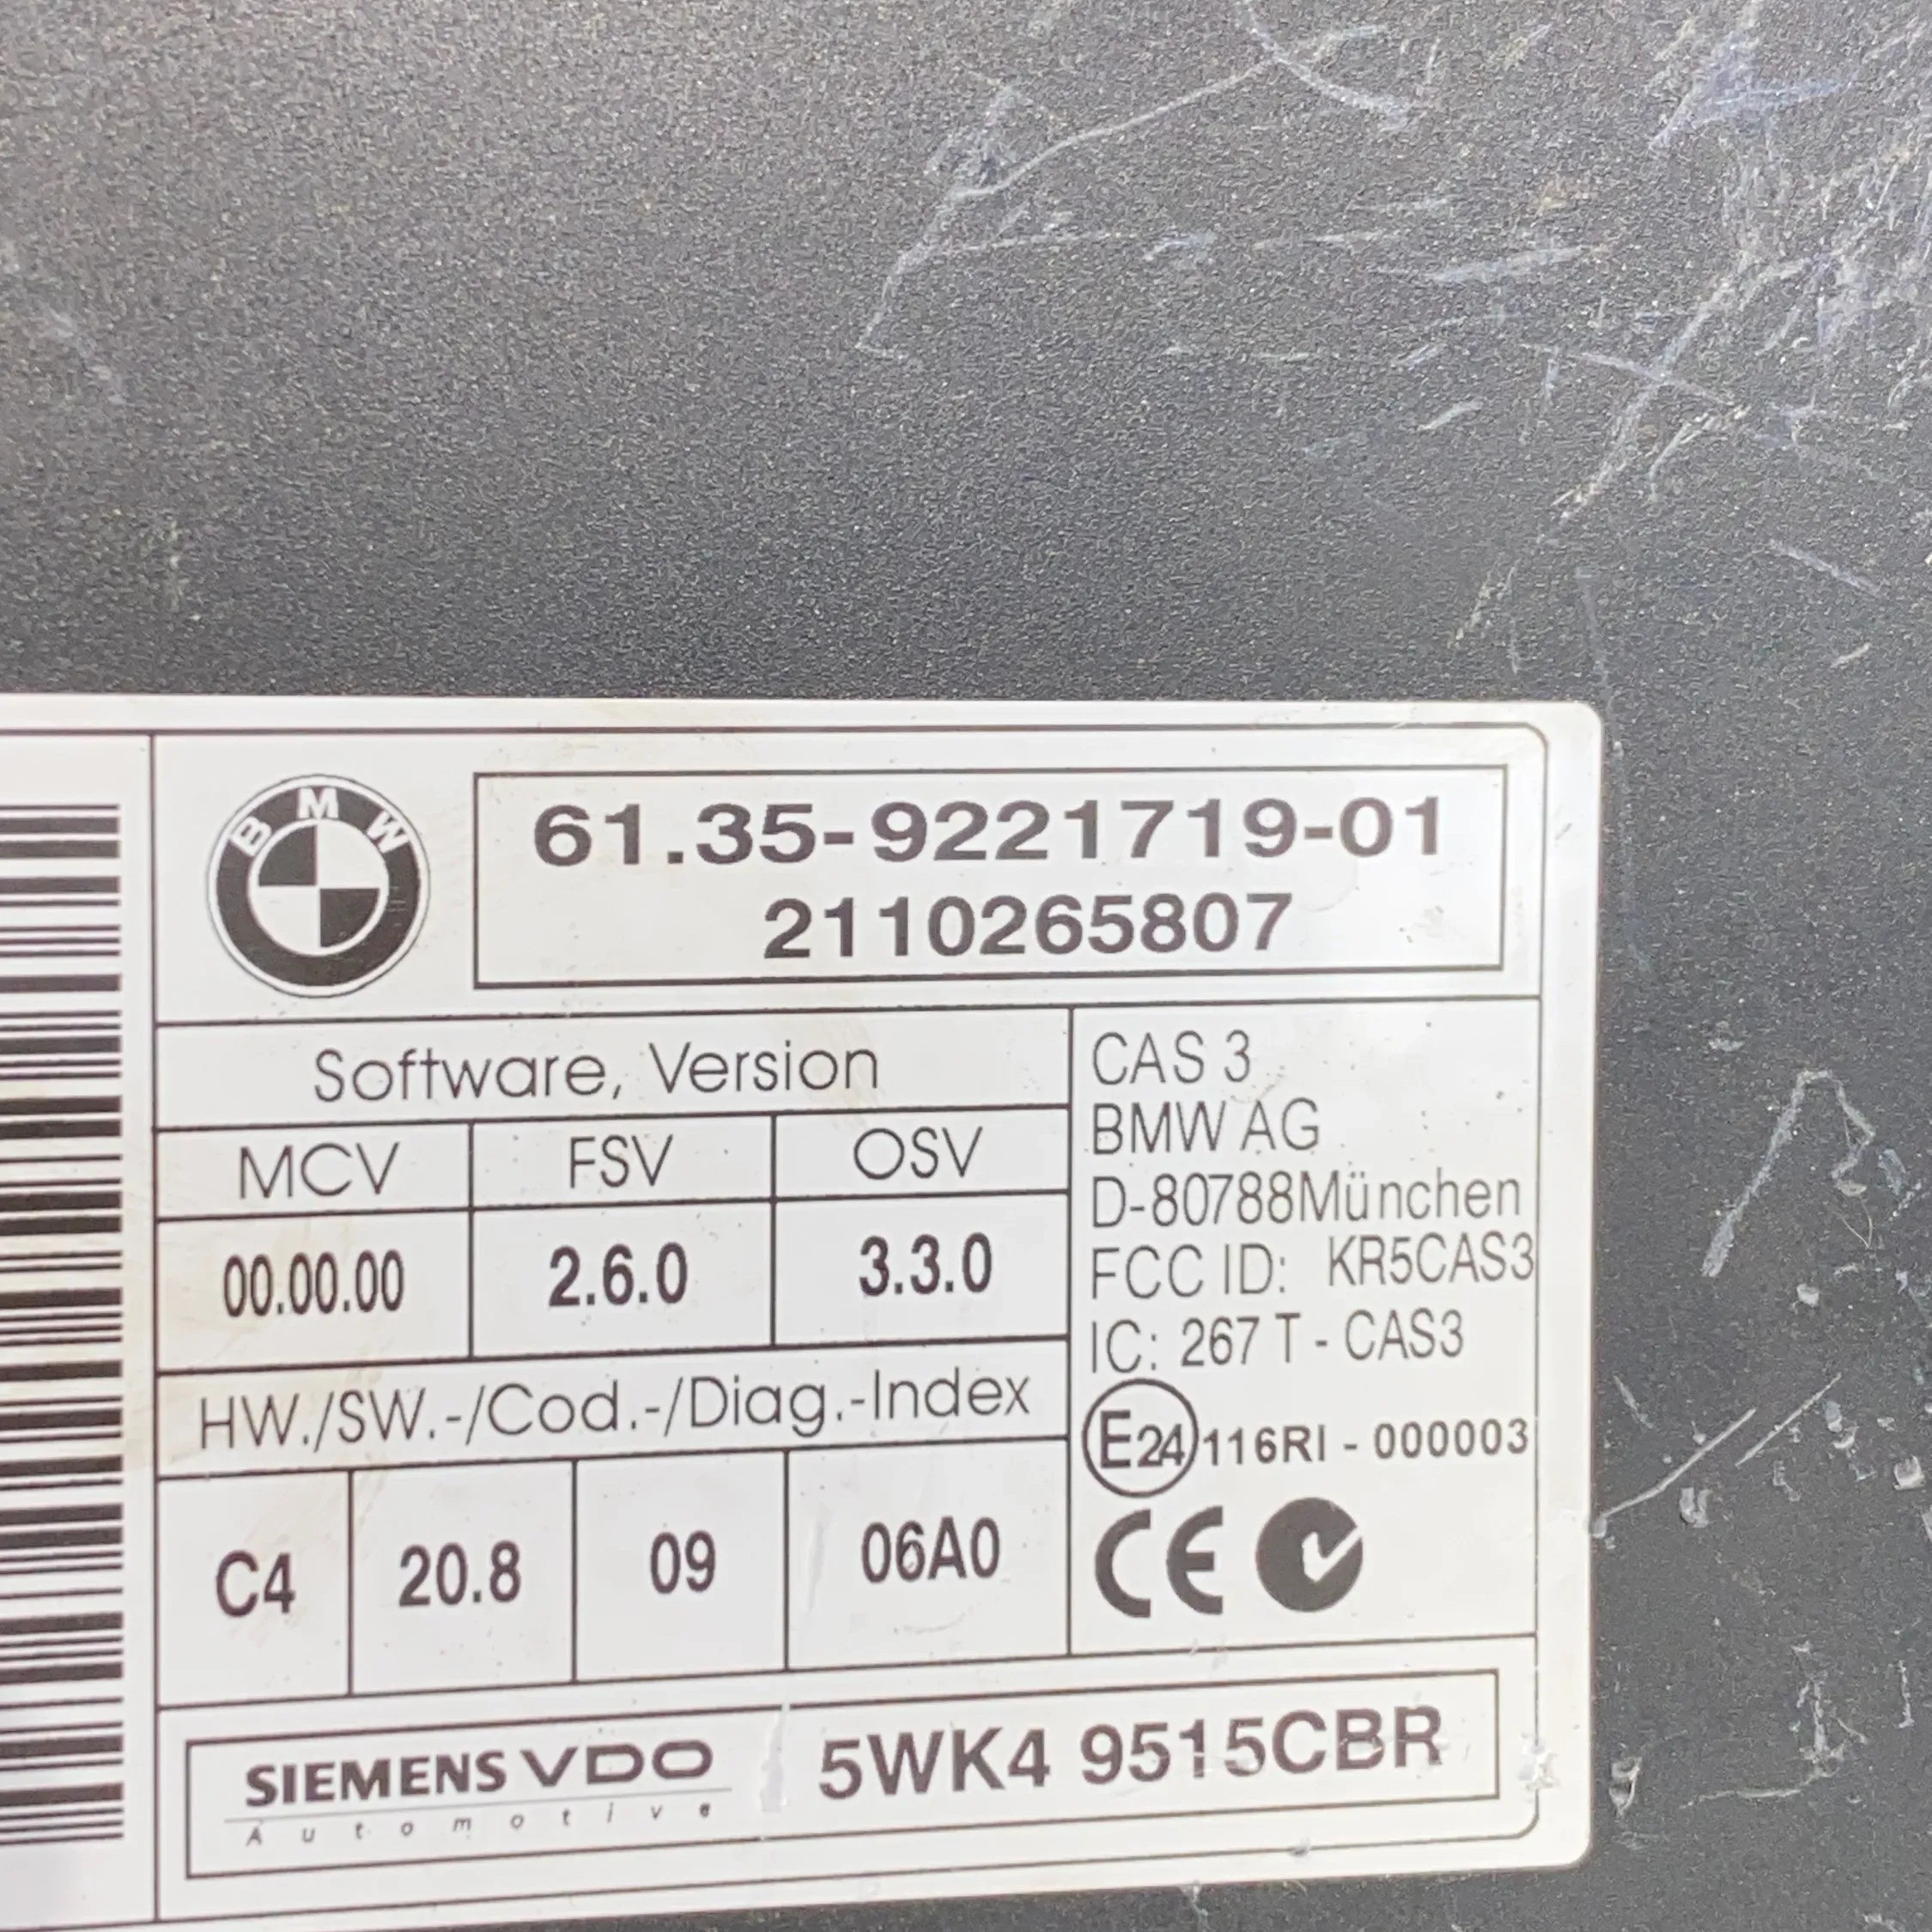 BMW
61.35-9221719-01
2110265807
Software, Version
MCV FSV OSV
00.00.00 2.6.0 3.3.0
HW./SW.-/Cod.-/Diag.-Index
C4 20.8 09 06A0
CAS 3
BMW AG
D-80788München
FCC ID: KR5CAS3
IC: 267 T - CAS3
E24 116RI - 000003
CE
SIEMENS VDO
Automotive
5WK4 9515CBR